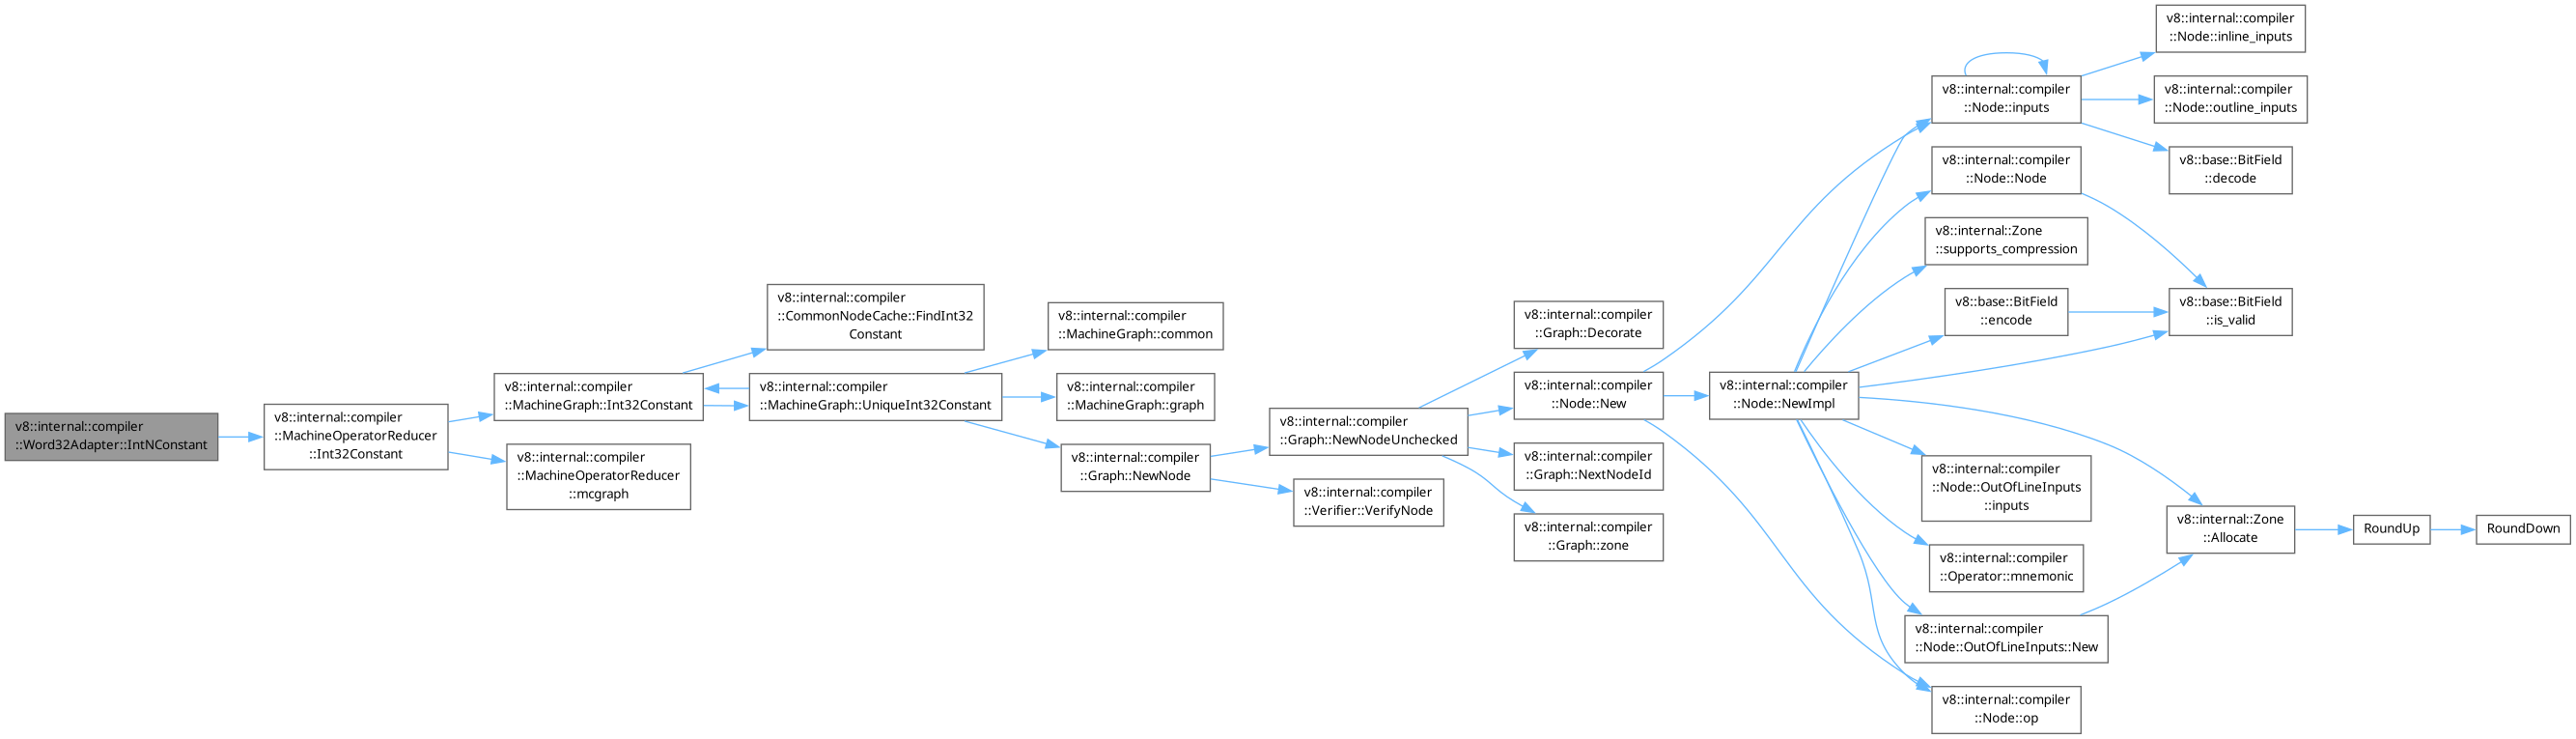 v8::internal::compiler
::Word32Adapter::IntNConstant
v8::internal::compiler
::MachineOperatorReducer
::Int32Constant
v8::internal::compiler
::MachineGraph::Int32Constant
v8::internal::compiler
::MachineOperatorReducer
::mcgraph
v8::internal::compiler
::CommonNodeCache::FindInt32
Constant
v8::internal::compiler
::MachineGraph::UniqueInt32Constant
v8::internal::compiler
::MachineGraph::common
v8::internal::compiler
::MachineGraph::graph
v8::internal::compiler
::Graph::NewNode
v8::internal::compiler
::Graph::NewNodeUnchecked
v8::internal::compiler
::Verifier::VerifyNode
v8::internal::compiler
::Graph::Decorate
v8::internal::compiler
::Node::New
v8::internal::compiler
::Graph::NextNodeId
v8::internal::compiler
::Graph::zone
v8::internal::compiler
::Node::NewImpl
v8::internal::compiler
::Node::inputs
v8::internal::compiler
::Node::Node
v8::internal::Zone
::supports_compression
v8::base::BitField
::encode
v8::internal::compiler
::Node::OutOfLineInputs
::inputs
v8::internal::compiler
::Operator::mnemonic
v8::internal::compiler
::Node::OutOfLineInputs::New
v8::internal::compiler
::Node::op
v8::internal::compiler
::Node::inline_inputs
v8::internal::compiler
::Node::outline_inputs
v8::base::BitField
::decode
v8::base::BitField
::is_valid
v8::internal::Zone
::Allocate
RoundUp
RoundDown